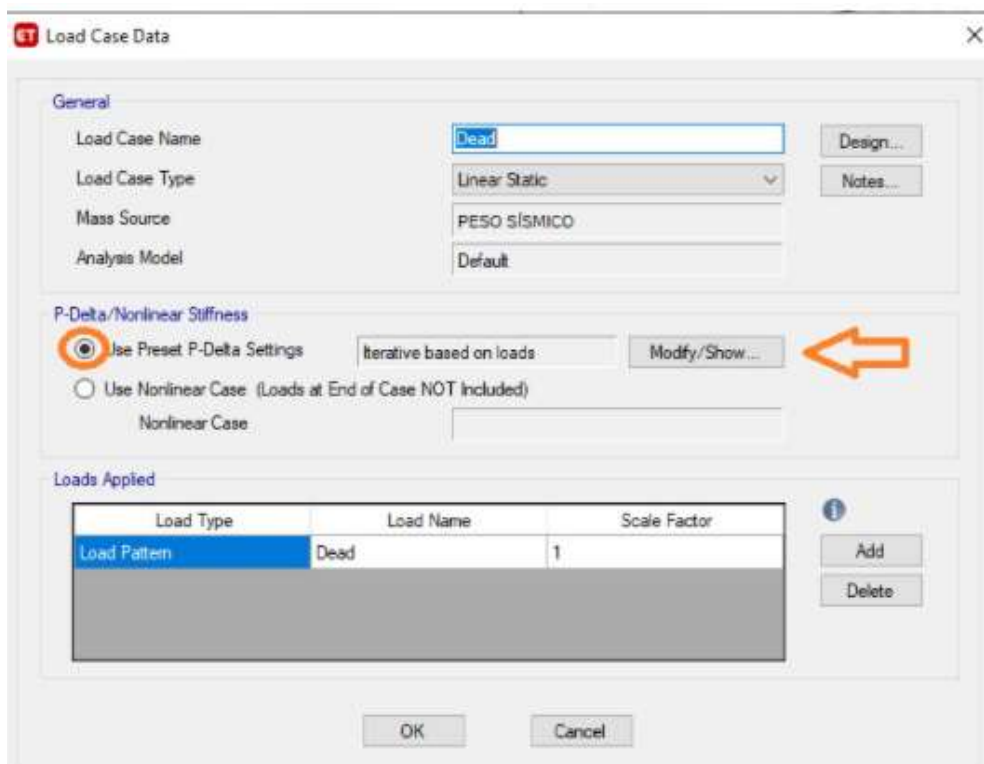 ET Load Case Data
General
Load Case Name Dead Design...
Load Case Type Linear Static Notes...
Mass Source PESO SÍSMICO
Analysis Model Default
P-Delta/Nonlinear Stiffness
Use Preset P-Delta Settings Iterative based on loads Modify/Show...
Use Nonlinear Case (Loads at End of Case NOT Included)
Nonlinear Case
Loads Applied
Load Type Load Name Scale Factor
Load Pattern Dead 1
Add
Delete
OK Cancel